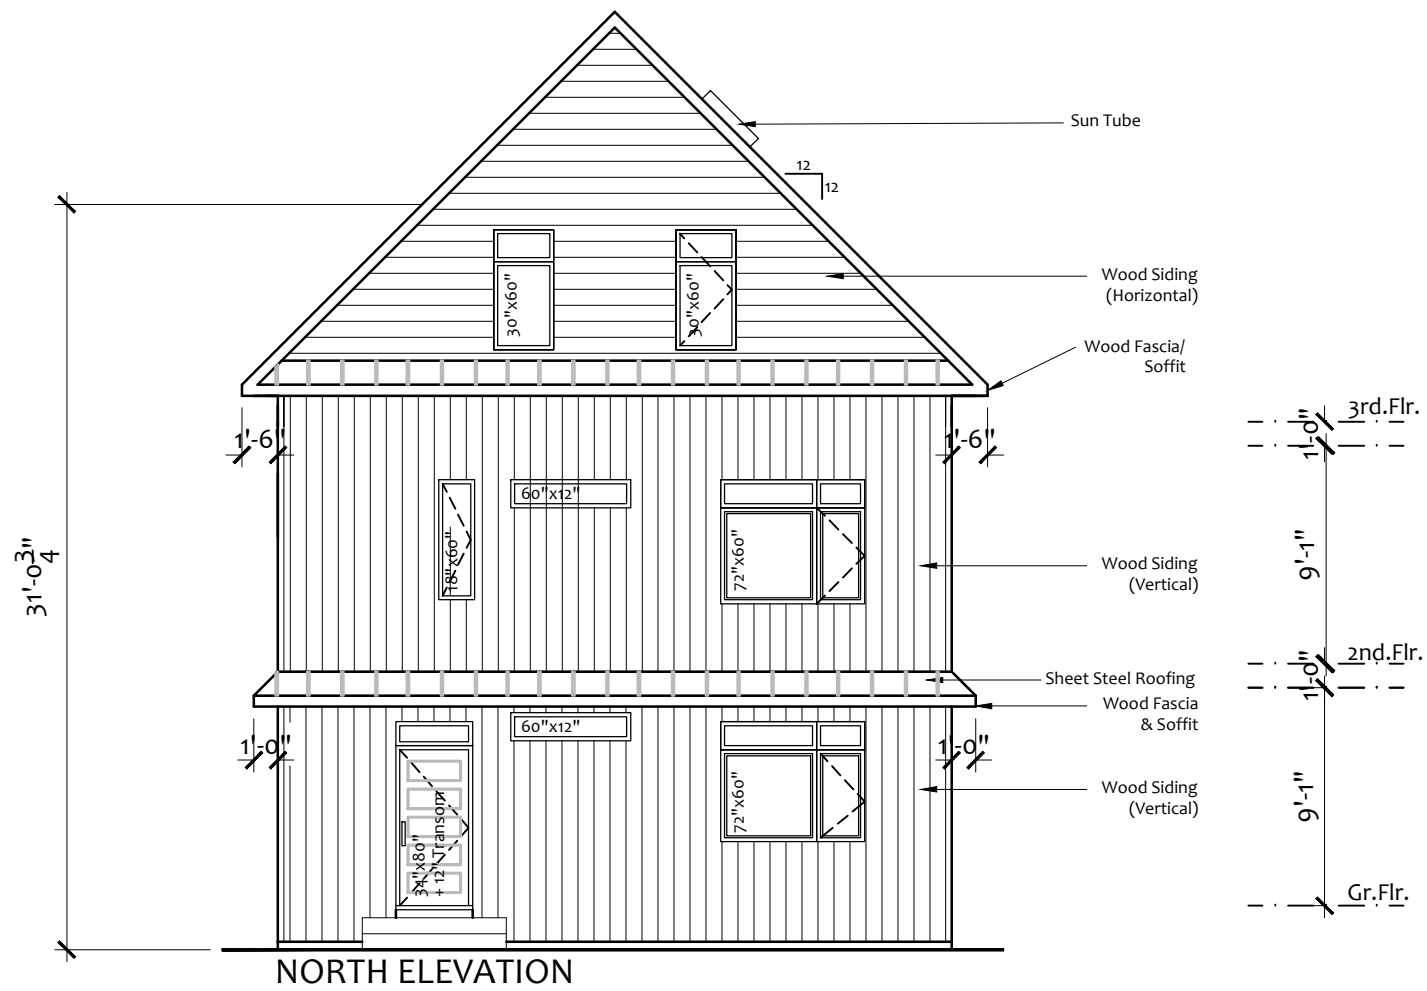 Sun Tube
12
12
Wood Siding
(Horizontal)
30"x60"
30"x60"
Wood Fascia/
Soffit
3rd.Flr.
1'-0"
1'-6"
1'-6"
60"x12"
18"x60"
72"x60"
Wood Siding
(Vertical)
9'-1"
31'-0 3/4
2nd.Flr.
1'-0"
Sheet Steel Roofing
Wood Fascia
& Soffit
1'-0"
1'-0"
60"x12"
72"x60"
34"x80"
+ 12" Transom
Wood Siding
(Vertical)
9'-1"
Gr.Flr.
NORTH ELEVATION